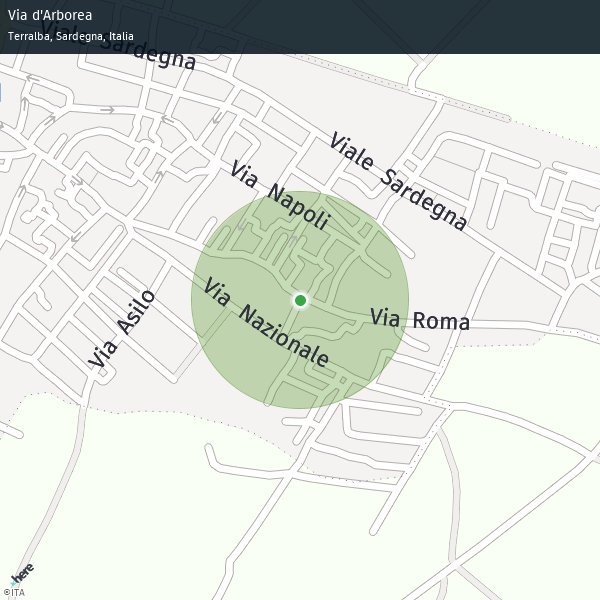 Via d'Arborea
Terralba, Sardegna, Italia
Viale Sardegna
Viale Sardegna
Via Napoli
Via Asilo
Via Nazionale
Via Roma
here
©ITA